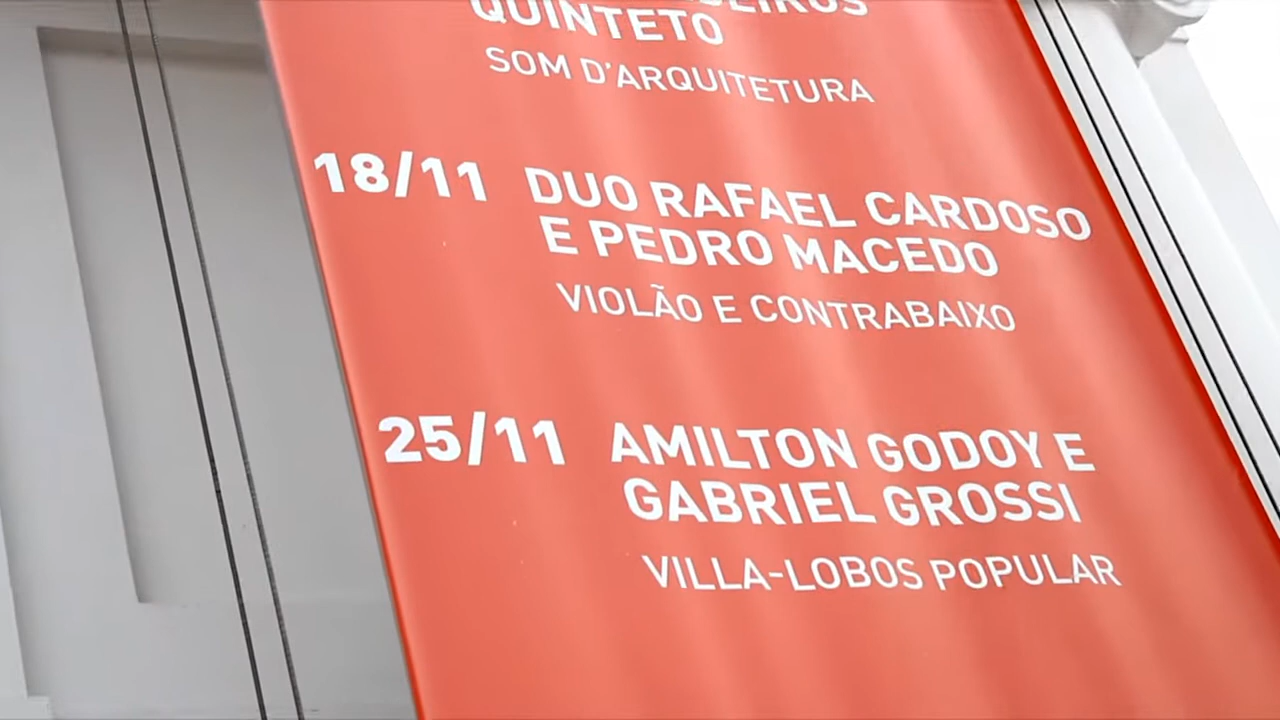 QUINTETO
SOM D'ARQUITETURA
18/11 DUO RAFAEL CARDOSO
E PEDRO MACEDO
VIOLÃO E CONTRABAIXO
25/11 AMILTON GODOY E
GABRIEL GROSSI
VILLA-LOBOS POPULAR